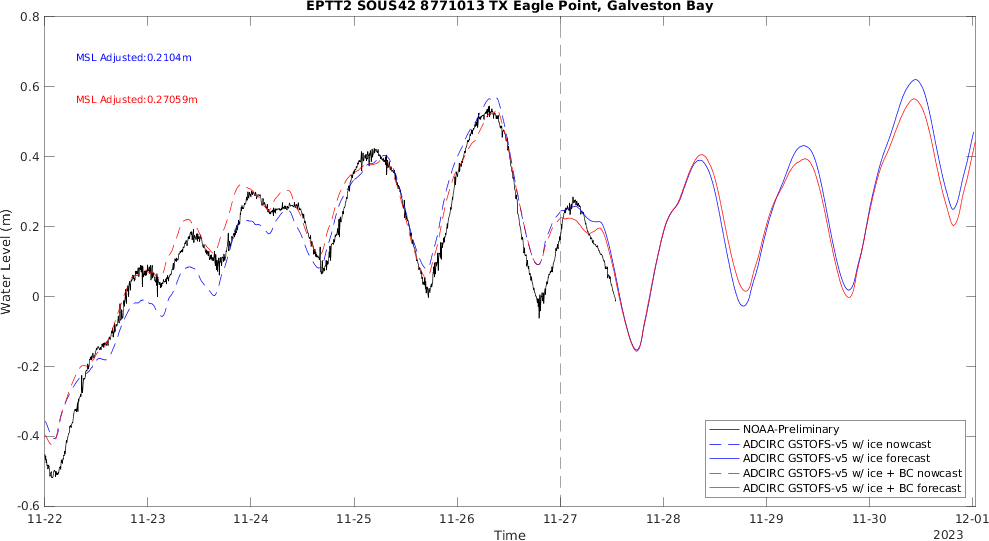 EPTT2 SOUS42 8771013 TX Eagle Point, Galveston Bay
0.8
MSL Adjusted:0.2104m
0.6
MSL Adjusted:0.27059m
0.4
0.2
Water Level (m)
0
-0.2
-0.4
-0.6
NOAA-Preliminary
ADCIRC GSTOFS-v5 w/ ice nowcast
ADCIRC GSTOFS-v5 w/ ice forecast
ADCIRC GSTOFS-v5 w/ ice + BC nowcast
ADCIRC GSTOFS-v5 w/ ice + BC forecast
11-22 11-23 11-24 11-25 11-26 11-27 11-28 11-29 11-30 12-01
Time
2023